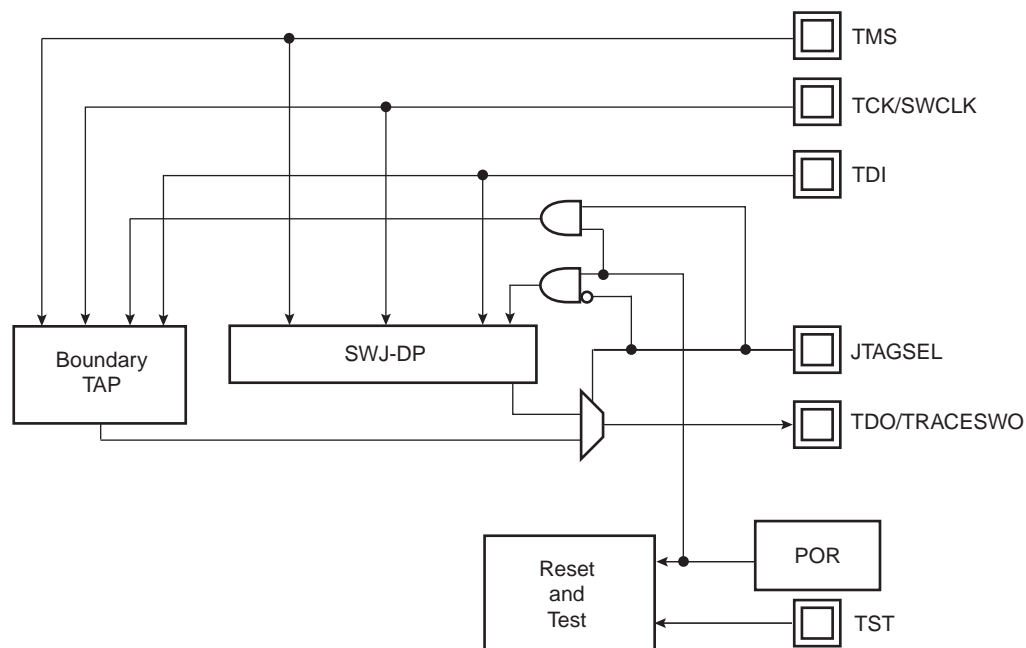 TMS
TCK/SWCLK
TDI
Boundary
TAP
SWJ-DP
JTAGSEL
TDO/TRACESWO
POR
Reset
and
Test
TST